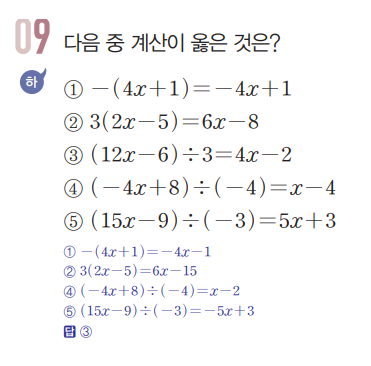 09 다음 중 계산이 옳은 것은?
하
① −(4x+1)=−4x+1
② 3(2x−5)=6x−8
③ (12x−6)÷3=4x−2
④ (−4x+8)÷(−4)=x−4
⑤ (15x−9)÷(−3)=5x+3
① −(4x+1)=−4x−1
② 3(2x−5)=6x−15
④ (−4x+8)÷(−4)=x−2
⑤ (15x−9)÷(−3)=−5x+3
답 ③